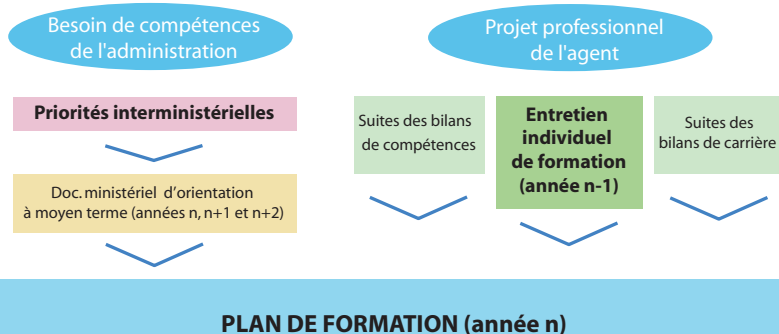 Besoin de compétences
de l'administration
Projet professionnel
de l'agent
Priorités interministérielles
Doc. ministériel d'orientation
à moyen terme (années n, n+1 et n+2)
Suites des bilans
de compétences
Entretien
individuel
de formation
(année n-1)
Suites des
bilans de carrière
PLAN DE FORMATION (année n)